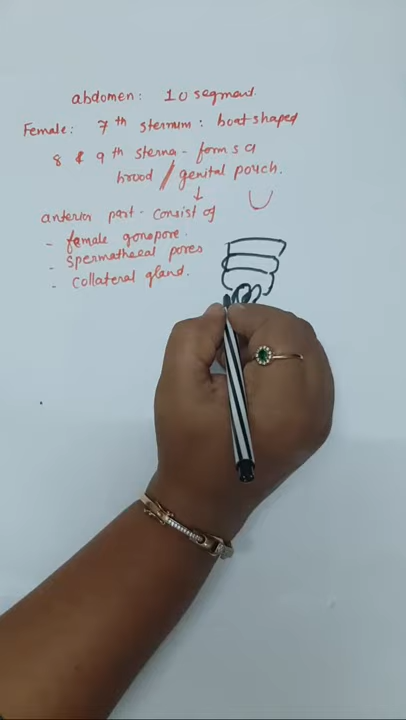 abdomen: 10 segment.
Female: 7th sternum: boat shaped
8 & 9th sterna - forms a
brood / genital pouch.
anterior part - consist of
- female gonopore.
- Spermathecal pores
- Collateral gland.